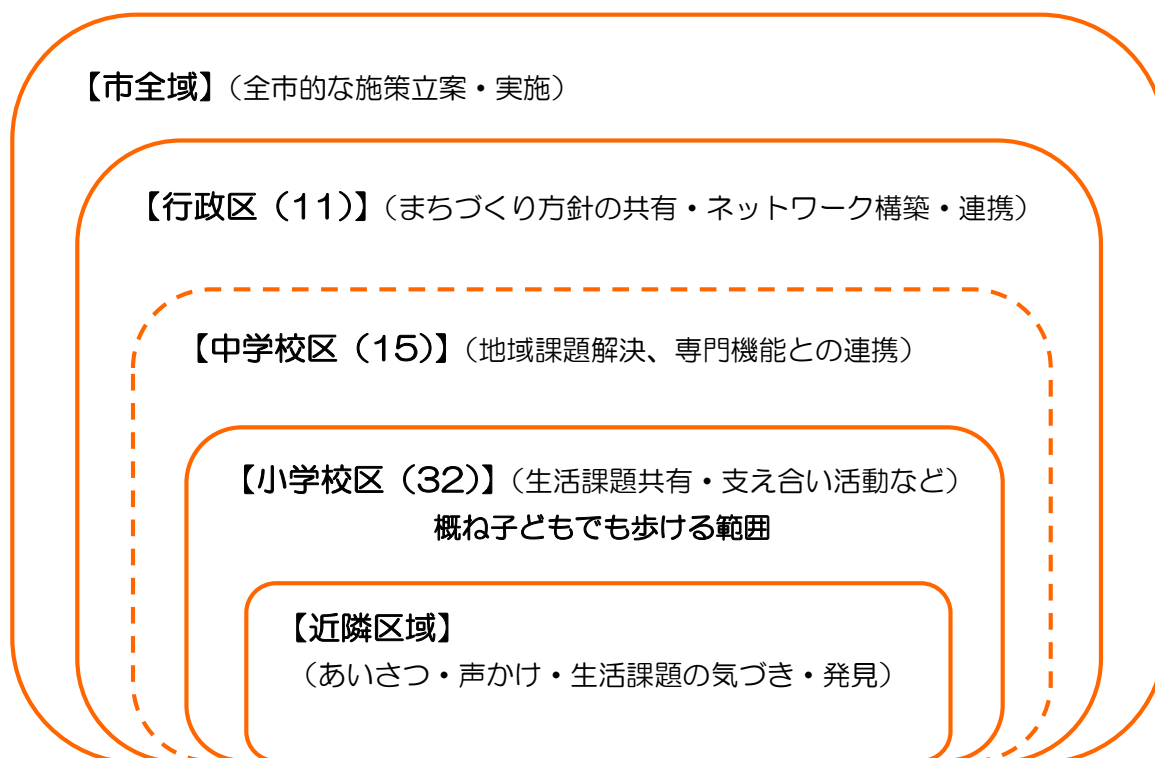 【市全域】（全市的な施策立案・実施）
【行政区（11）】（まちづくり方針の共有・ネットワーク構築・連携）
【中学校区（15）】（地域課題解決、専門機能との連携）
【小学校区（32）】（生活課題共有・支え合い活動など）
概ね子どもでも歩ける範囲
【近隣区域】
（あいさつ・声かけ・生活課題の気づき・発見）